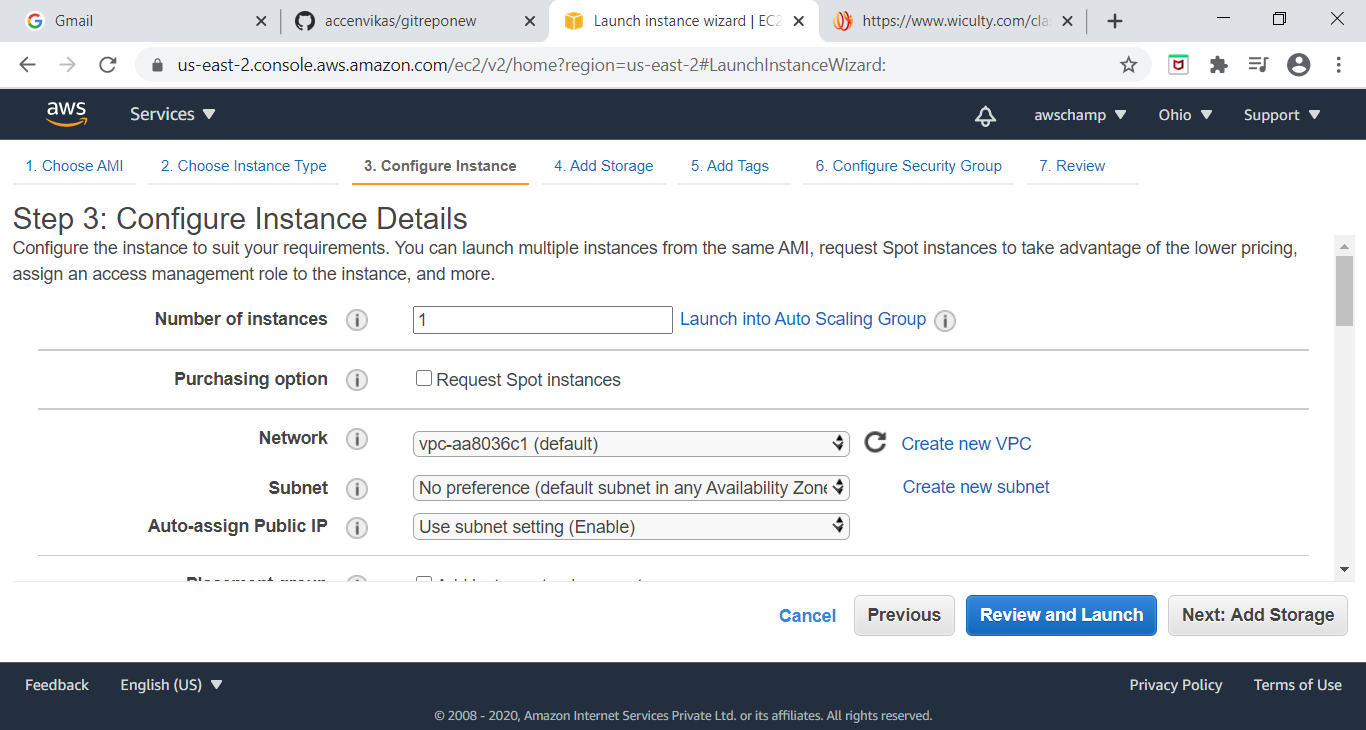 Gmail
accenvikas/gitreponew
Launch instance wizard | EC2
https://www.wiculty.com/cla
us-east-2.console.aws.amazon.com/ec2/v2/home?region=us-east-2#LaunchInstanceWizard:
aws
Services
awschamp
Ohio
Support
1. Choose AMI
2. Choose Instance Type
3. Configure Instance
4. Add Storage
5. Add Tags
6. Configure Security Group
7. Review
Step 3: Configure Instance Details
Configure the instance to suit your requirements. You can launch multiple instances from the same AMI, request Spot instances to take advantage of the lower pricing,
assign an access management role to the instance, and more.
Number of instances
1
Launch into Auto Scaling Group
Purchasing option
Request Spot instances
Network
vpc-aa8036c1 (default)
Create new VPC
Subnet
No preference (default subnet in any Availability Zone
Create new subnet
Auto-assign Public IP
Use subnet setting (Enable)
Cancel
Previous
Review and Launch
Next: Add Storage
Feedback
English (US)
Privacy Policy
Terms of Use
© 2008 - 2020, Amazon Internet Services Private Ltd. or its affiliates. All rights reserved.